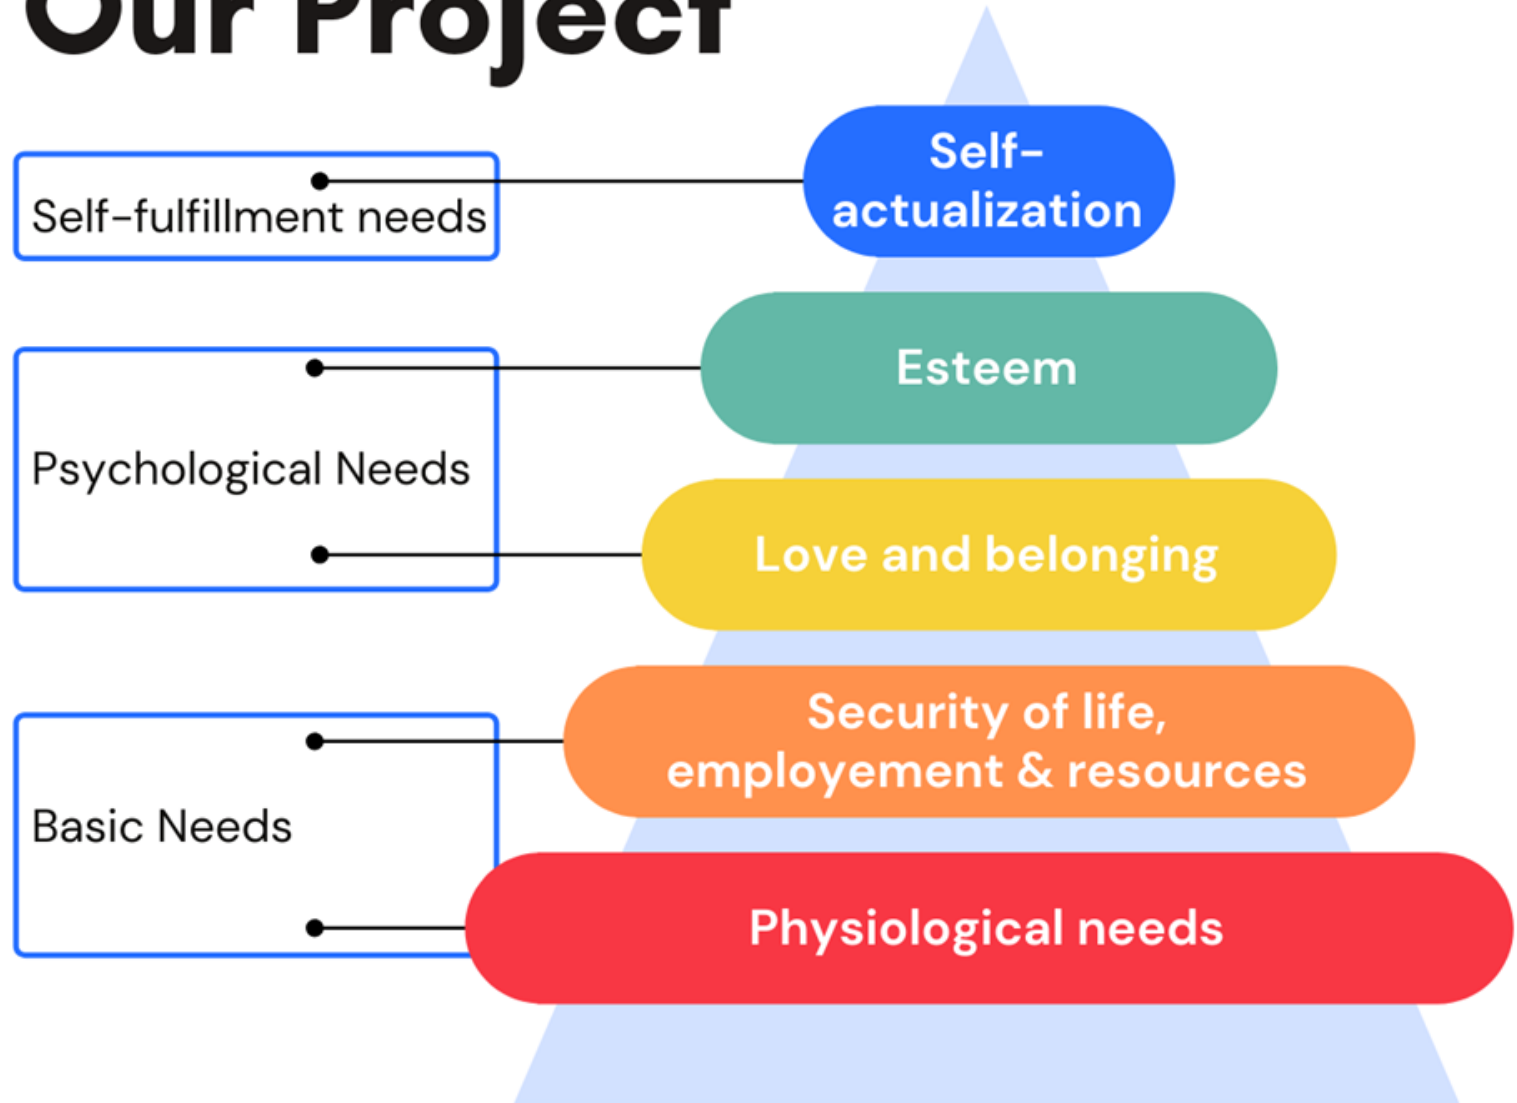 Our Project
Self-fulfillment needs
Self-
actualization
Psychological Needs
Esteem
Love and belonging
Basic Needs
Security of life,
employement & resources
Physiological needs